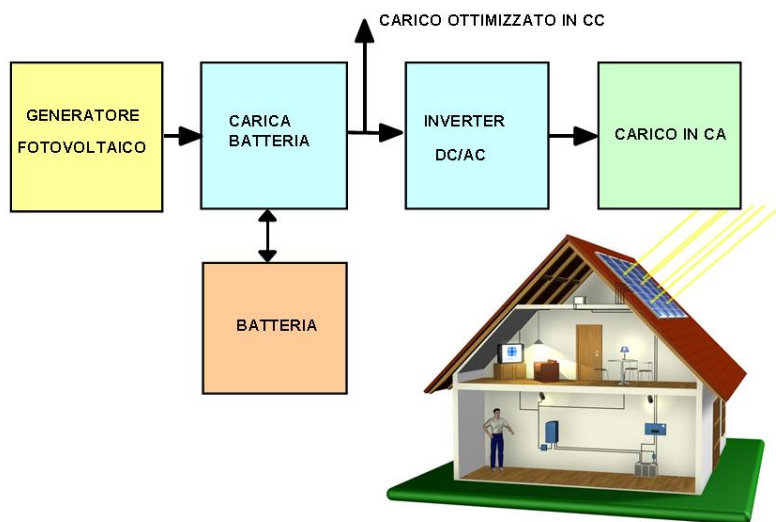 CARICO OTTIMIZZATO IN CC
GENERATORE
FOTOVOLTAICO
CARICA
BATTERIA
INVERTER
DC/AC
CARICO IN CA
BATTERIA